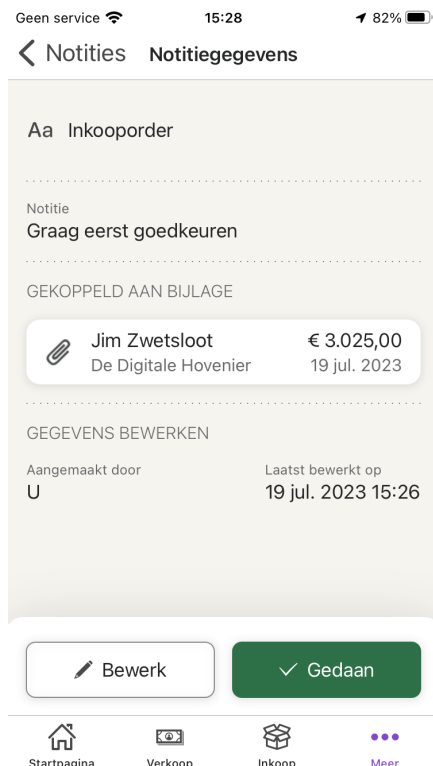 Geen service 15:28 82%
Notities Notitiegegevens
Aa Inkooporder
Notitie
Graag eerst goedkeuren
GEKOPPELD AAN BIJLAGE
Jim Zwetsloot € 3.025,00
De Digitale Hovenier 19 jul. 2023
GEGEVENS BEWERKEN
Aangemaakt door Laatst bewerkt op
U 19 jul. 2023 15:26
Bewerk Gedaan
Startpagina Verkoop Inkoop Meer